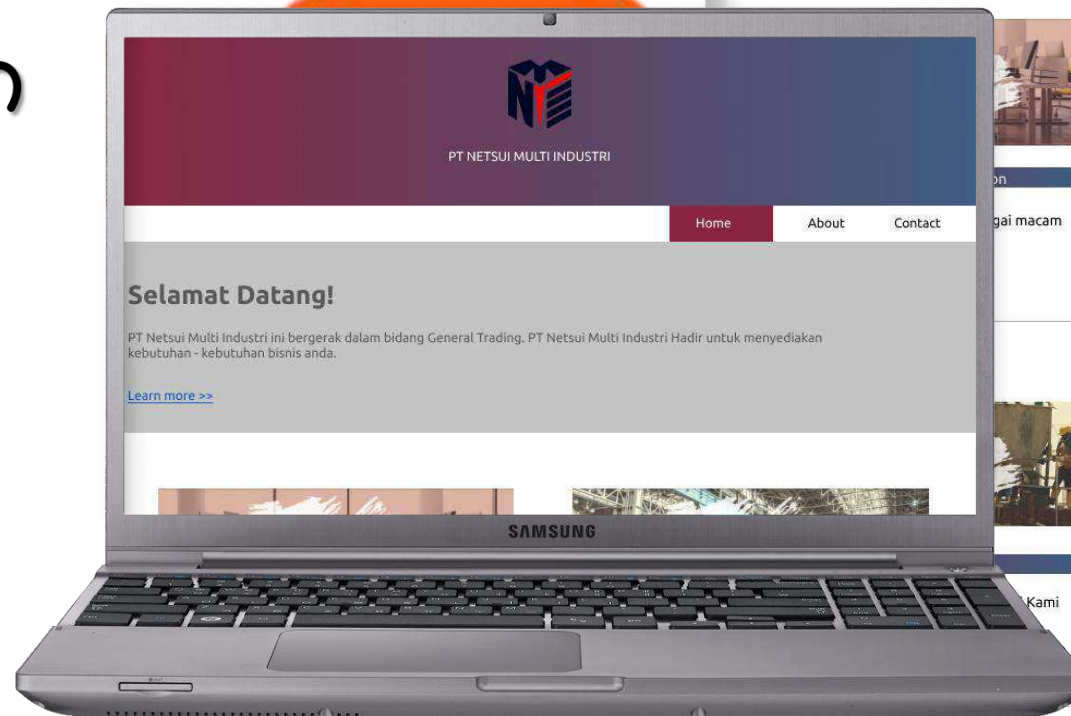 PT NETSUI MULTI INDUSTRI
Home About Contact
Selamat Datang!
PT Netsui Multi Industri ini bergerak dalam bidang General Trading. PT Netsui Multi Industri Hadir untuk menyediakan
kebutuhan - kebutuhan bisnis anda.
Learn more >>
SAMSUNG
on
gai macam
Kami